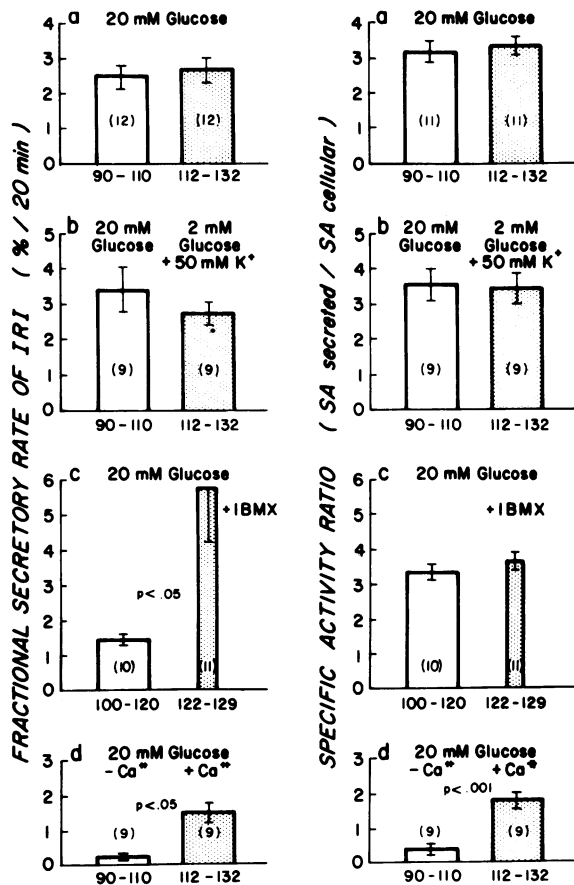 FRACTIONAL SECRETORY RATE OF IRI ( % / 20 min )
a
20 mM Glucose
4
3
2
1
0
(12)
(12)
90-110
112-132
b
20 mM Glucose
2 mM Glucose + 50 mM K+
5
4
3
2
1
0
(9)
(9)
90-110
112-132
c
20 mM Glucose
+ IBMX
6
5
4
3
2
1
0
p< .05
(10)
(11)
100-120
122-129
d
20 mM Glucose
- Ca++ + Ca++
2
1
0
p<.05
(9)
(9)
90-110
112-132
SPECIFIC ACTIVITY RATIO ( SA secreted / SA cellular )
a
20 mM Glucose
4
3
2
1
0
(11)
(11)
90-110
112-132
b
20 mM Glucose
2 mM Glucose + 50 mM K+
5
4
3
2
1
0
(9)
(9)
90-110
112-132
c
20 mM Glucose
+ IBMX
6
5
4
3
2
1
0
(10)
(11)
100-120
122-129
d
20 mM Glucose
- Ca++ + Ca++
2
1
0
p<.001
(9)
(9)
90-110
112-132